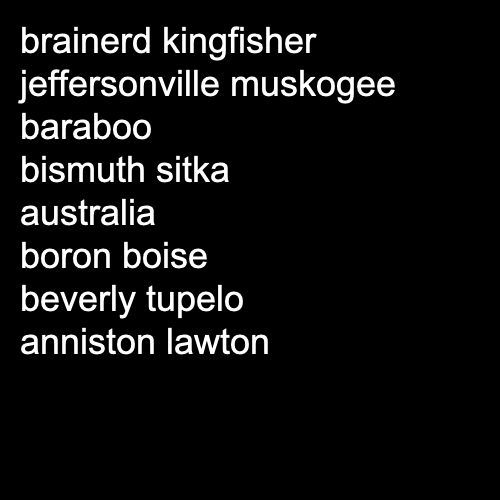 brainerd kingfisher
jeffersonville muskogee
baraboo
bismuth sitka
australia
boron boise
beverly tupelo
anniston lawton